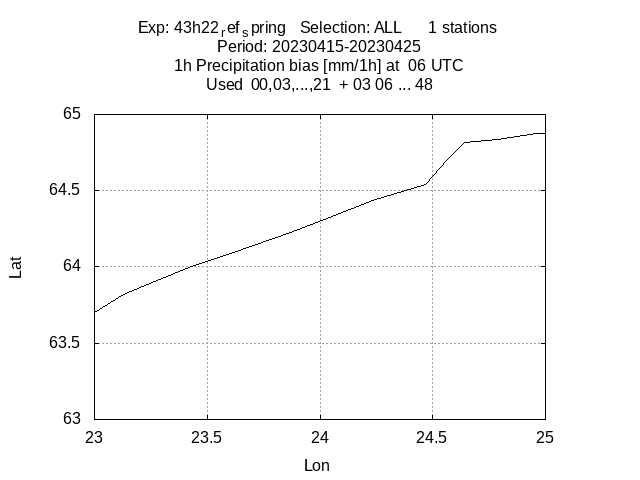 Exp: 43h22ref spring   Selection: ALL      1 stations
Period: 20230415-20230425
1h Precipitation bias [mm/1h] at  06 UTC
Used  00,03,...,21  + 03 06 ... 48
65
64.5
64
63.5
63
Lat
23
23.5
24
24.5
25
Lon